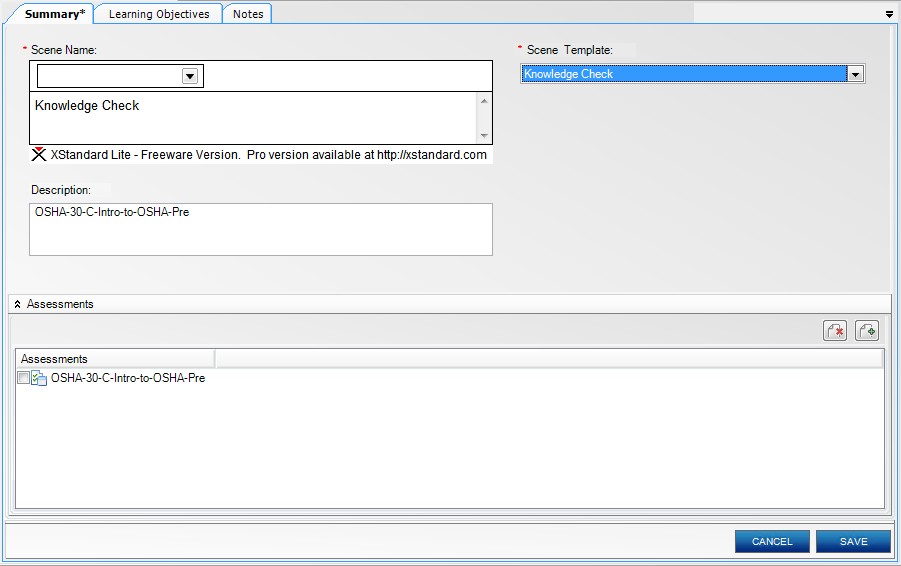 Summary*
Learning Objectives
Notes
* Scene Name:
* Scene Template:
Knowledge Check
Knowledge Check
XStandard Lite - Freeware Version. Pro version available at http://xstandard.com
Description:
OSHA-30-C-Intro-to-OSHA-Pre
Assessments
Assessments
OSHA-30-C-Intro-to-OSHA-Pre
CANCEL
SAVE